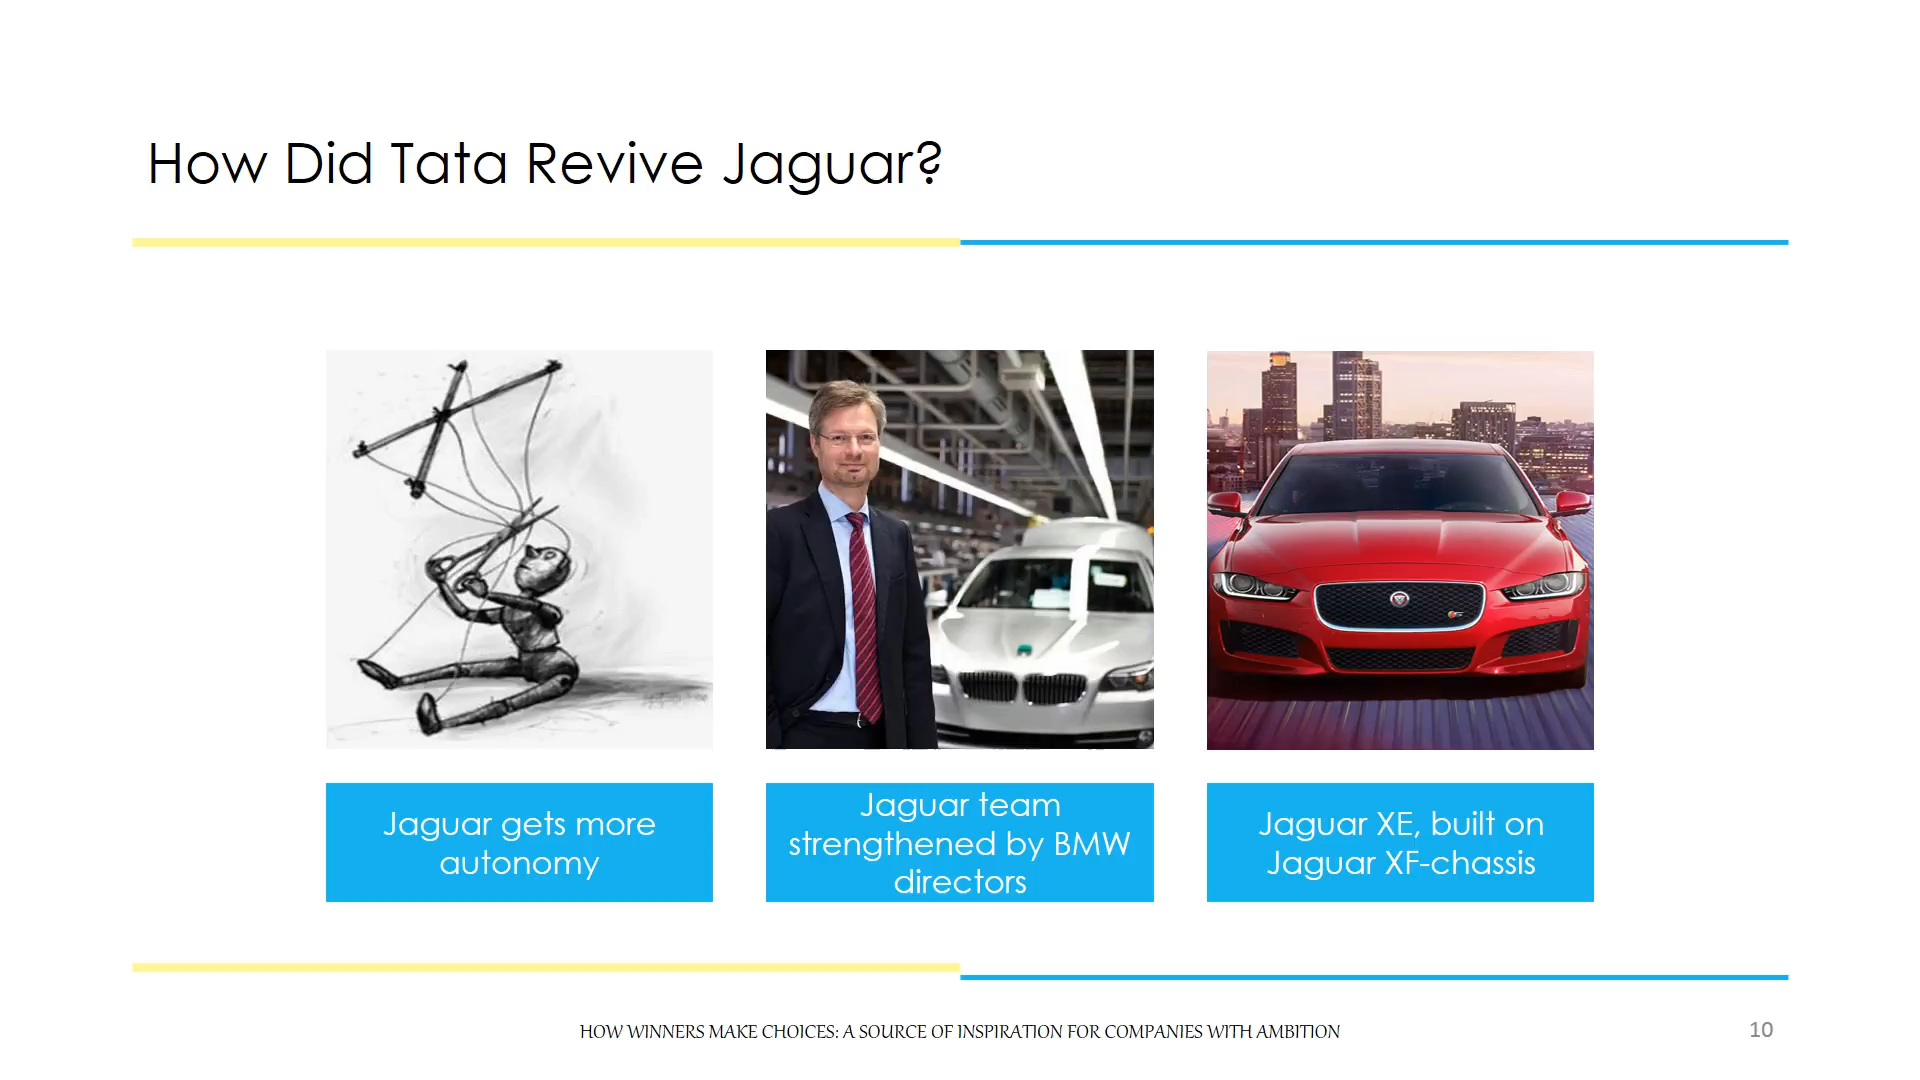 How Did Tata Revive Jaguar?
Jaguar gets more
autonomy
Jaguar team
strengthened by BMW
directors
Jaguar XE, built on
Jaguar XF-chassis
HOW WINNERS MAKE CHOICES: A SOURCE OF INSPIRATION FOR COMPANIES WITH AMBITION
10